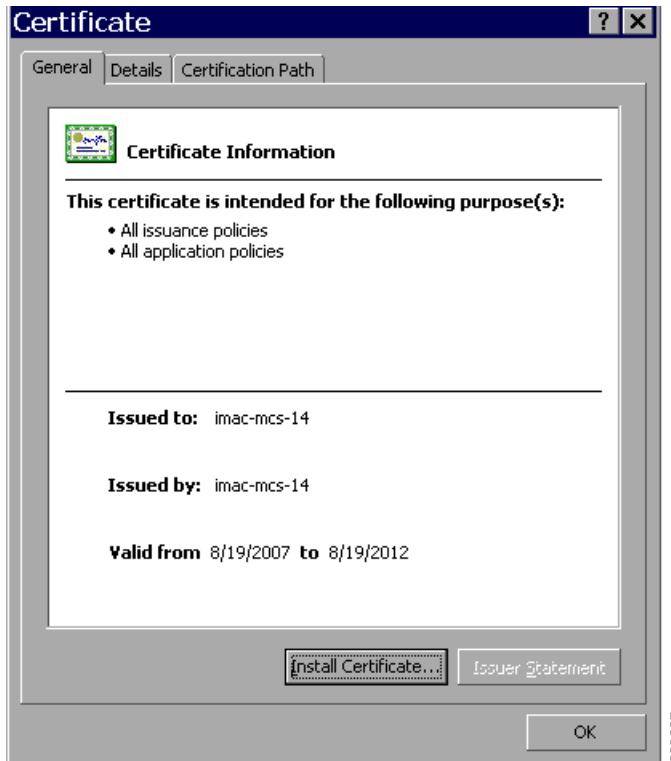 Certificate
General Details Certification Path
Certificate Information
This certificate is intended for the following purpose(s):
• All issuance policies
• All application policies
Issued to: imac-mcs-14
Issued by: imac-mcs-14
Valid from 8/19/2007 to 8/19/2012
Install Certificate... Issuer Statement
OK